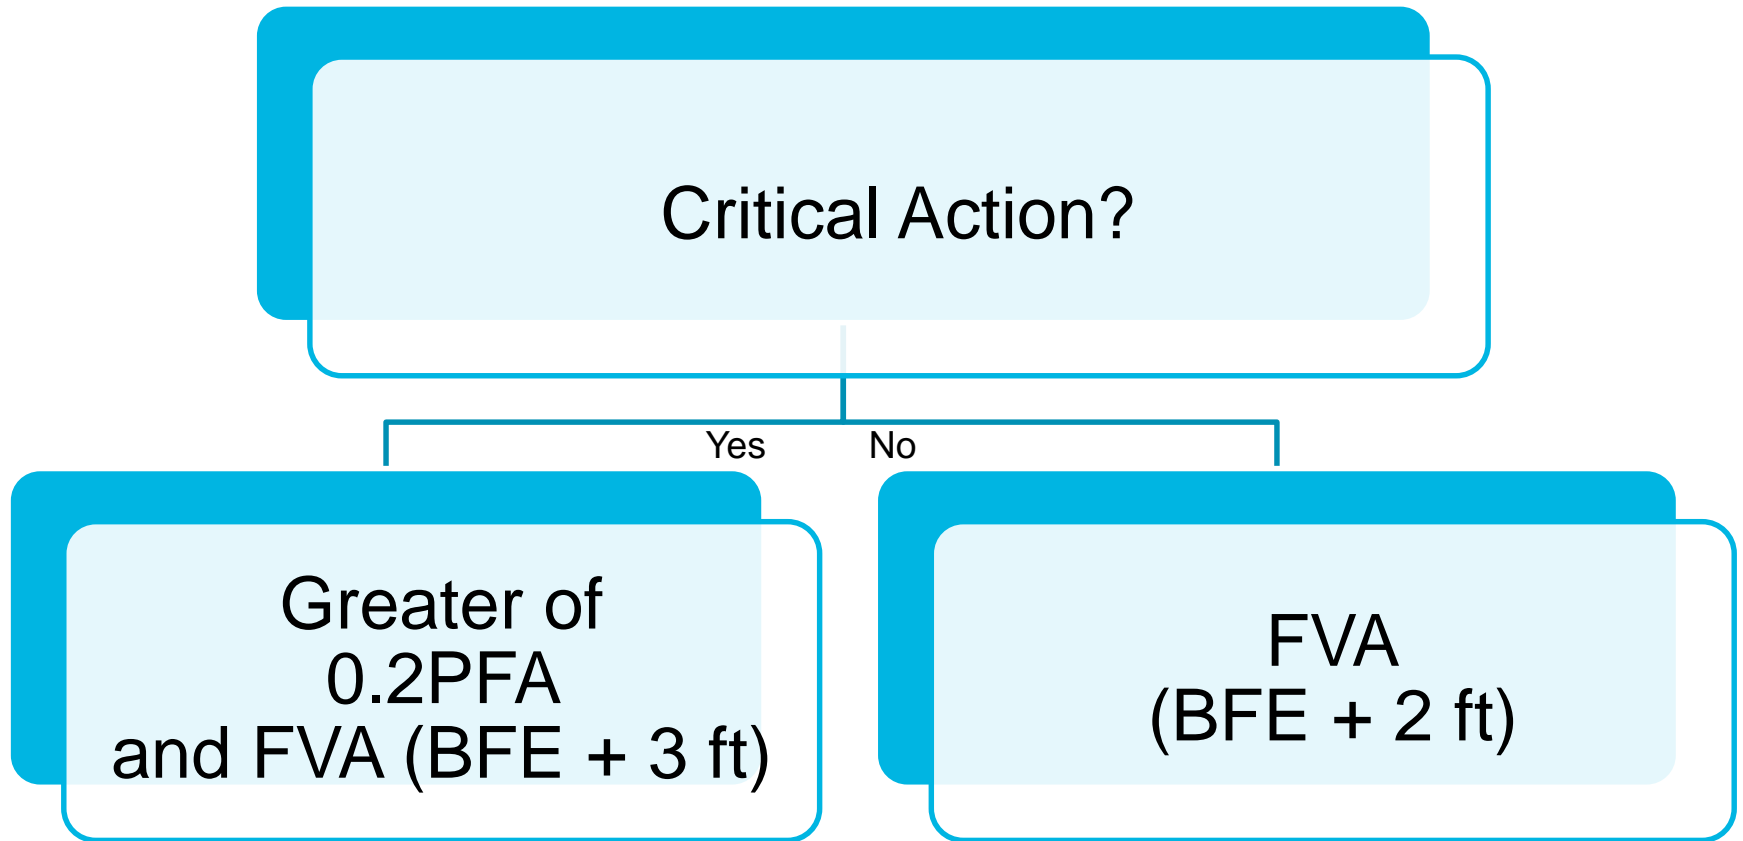 Critical Action?
Yes
No
Greater of
0.2PFA
and FVA (BFE + 3 ft)
FVA
(BFE + 2 ft)